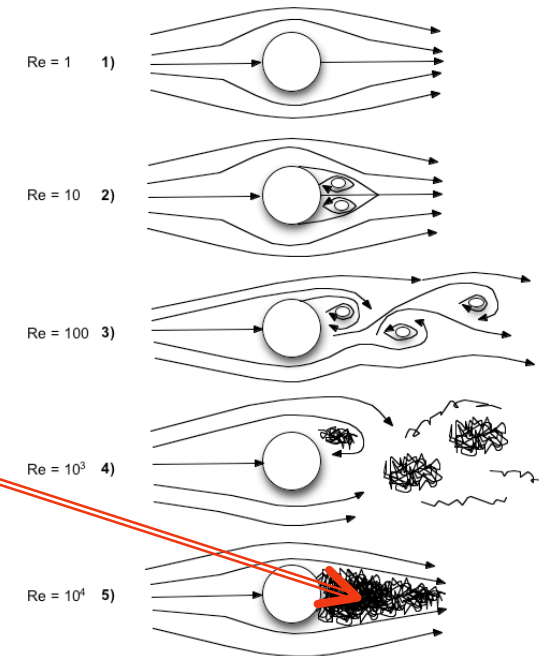 Re = 1 1)
Re = 10 2)
Re = 100 3)
Re = 10³ 4)
Re = 10⁴ 5)